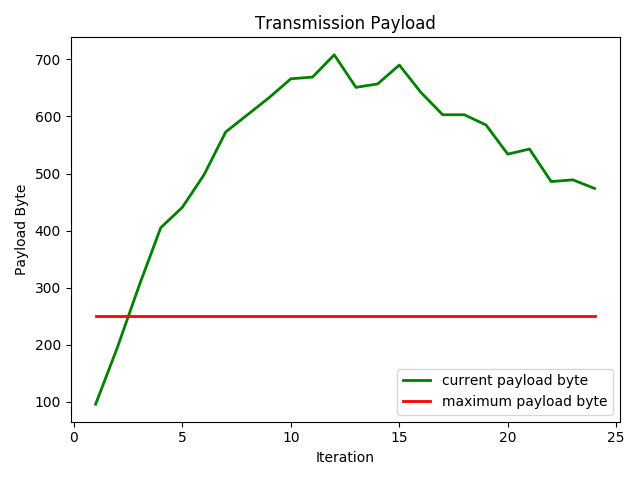 Transmission Payload
700
600
500
400
300
200
100
Payload Byte
0
5
10
15
20
25
Iteration
current payload byte
maximum payload byte